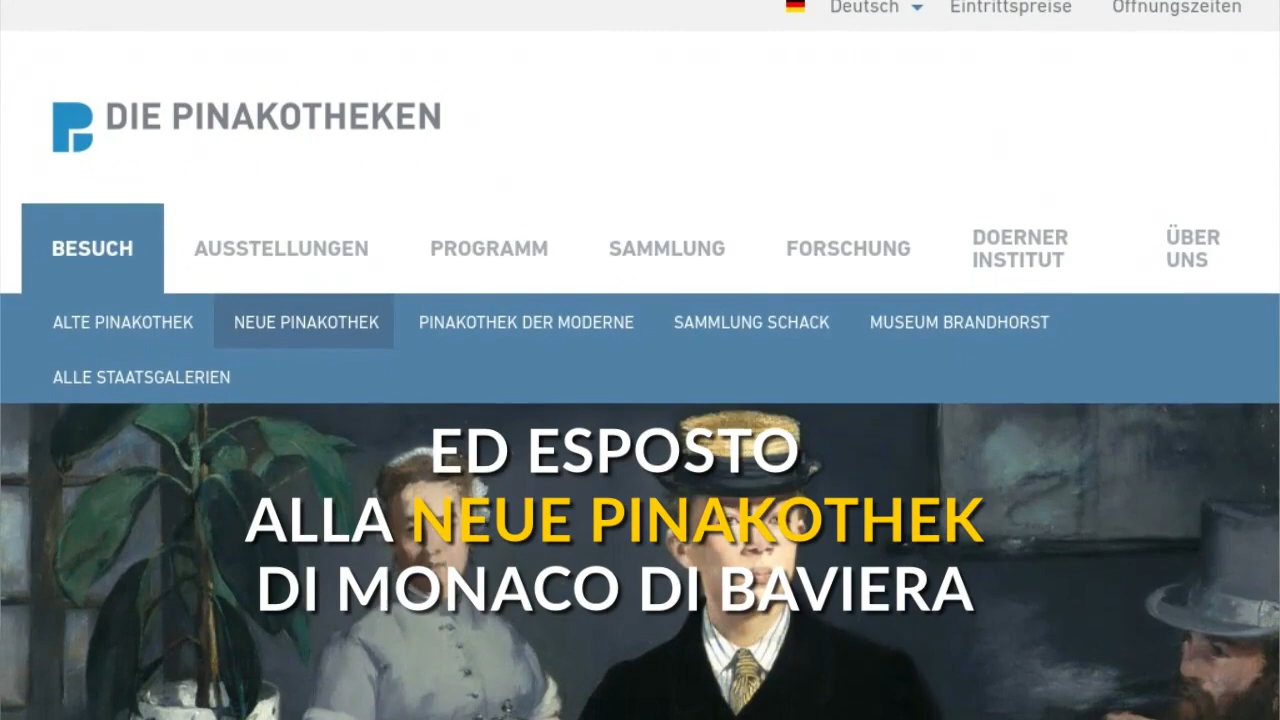 Deutsch Eintrittspreise Öffnungszeiten
DIE PINAKOTHEKEN
BESUCH AUSSTELLUNGEN PROGRAMM SAMMLUNG FORSCHUNG DOERNER INSTITUT ÜBER UNS
ALTE PINAKOTHEK NEUE PINAKOTHEK PINAKOTHEK DER MODERNE SAMMLUNG SCHACK MUSEUM BRANDHORST
ALLE STAATSGALERIEN
ED ESPOSTO
ALLA NEUE PINAKOTHEK
DI MONACO DI BAVIERA